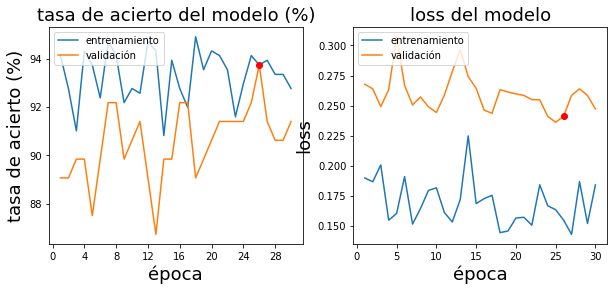 tasa de acierto del modelo (%)
entrenamiento
validación
tasa de acierto (%)
94
92
90
88
0 4 8 12 16 20 24 28
época
loss del modelo
entrenamiento
validación
loss
0.300
0.275
0.250
0.225
0.200
0.175
0.150
0 5 10 15 20 25 30
época